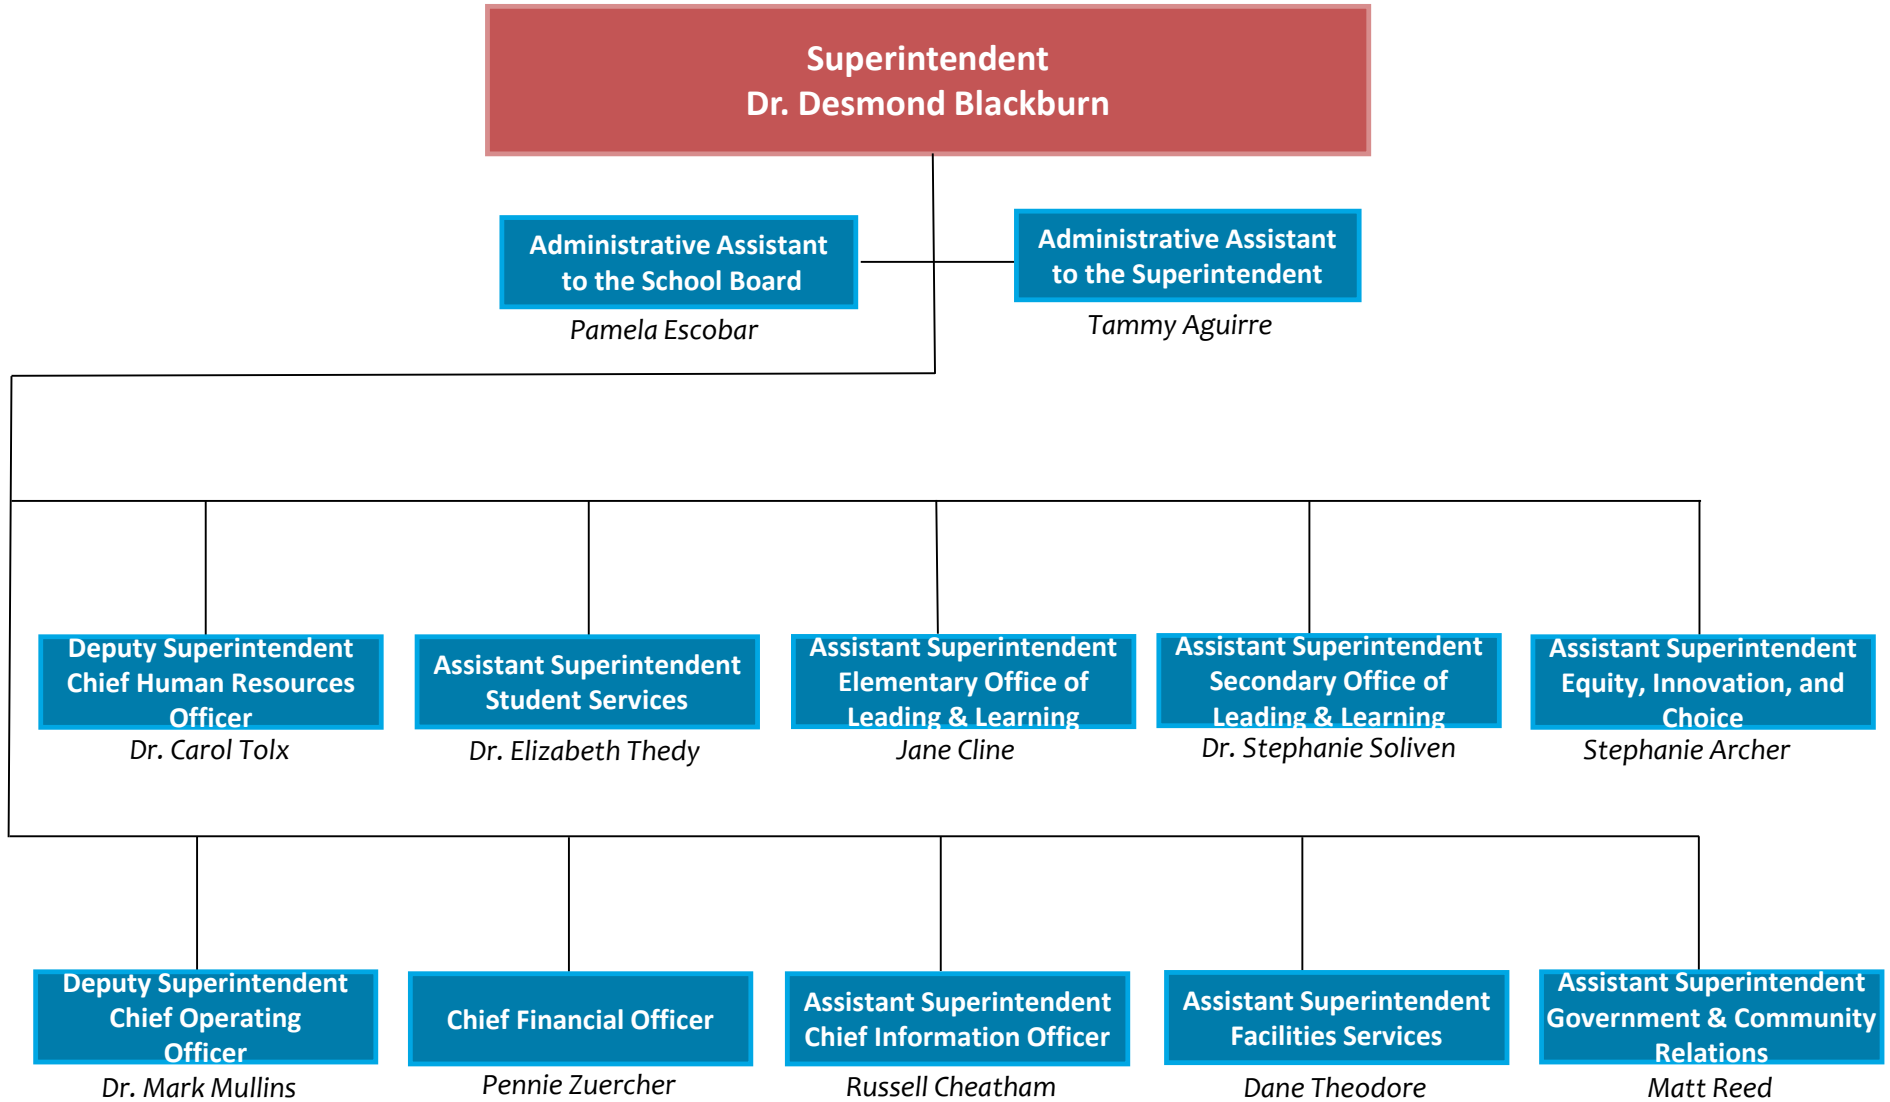 Superintendent
Dr. Desmond Blackburn
Administrative Assistant
to the School Board
Pamela Escobar
Administrative Assistant
to the Superintendent
Tammy Aguirre
Deputy Superintendent
Chief Human Resources
Officer
Dr. Carol Tolx
Assistant Superintendent
Student Services
Dr. Elizabeth Thedy
Assistant Superintendent
Elementary Office of
Leading & Learning
Jane Cline
Assistant Superintendent
Secondary Office of
Leading & Learning
Dr. Stephanie Soliven
Assistant Superintendent
Equity, Innovation, and
Choice
Stephanie Archer
Deputy Superintendent
Chief Operating
Officer
Dr. Mark Mullins
Chief Financial Officer
Pennie Zuercher
Assistant Superintendent
Chief Information Officer
Russell Cheatham
Assistant Superintendent
Facilities Services
Dane Theodore
Assistant Superintendent
Government & Community
Relations
Matt Reed